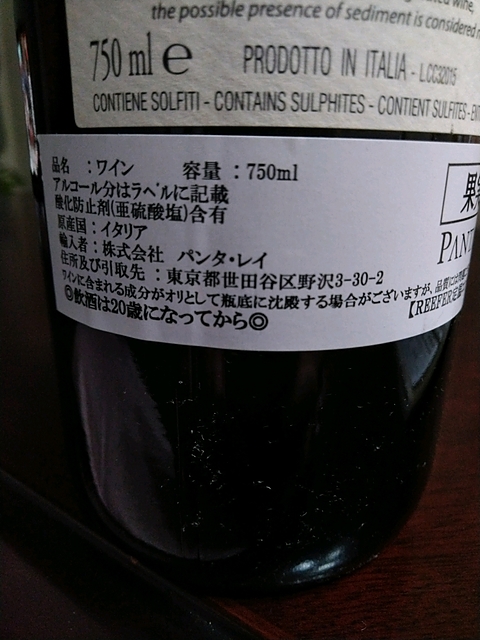 the possible presence of sediment is considered
750 ml e PRODOTTO IN ITALIA - LCC32015
CONTIENE SOLFITI - CONTAINS SULPHITES - CONTIENT SULFITES -
品名 ：ワイン 容量 ：750ml
アルコール分はラベルに記載
酸化防止剤(亜硫酸塩)含有
原産国：イタリア
輸入者：株式会社 パンタ・レイ
住所及び引取先：東京都世田谷区野沢3-30-2
ワインに含まれる成分がオリとして瓶底に沈殿する場合がございますが、品質には
◎飲酒は20歳になってから◎
【REEFER
果
PANT